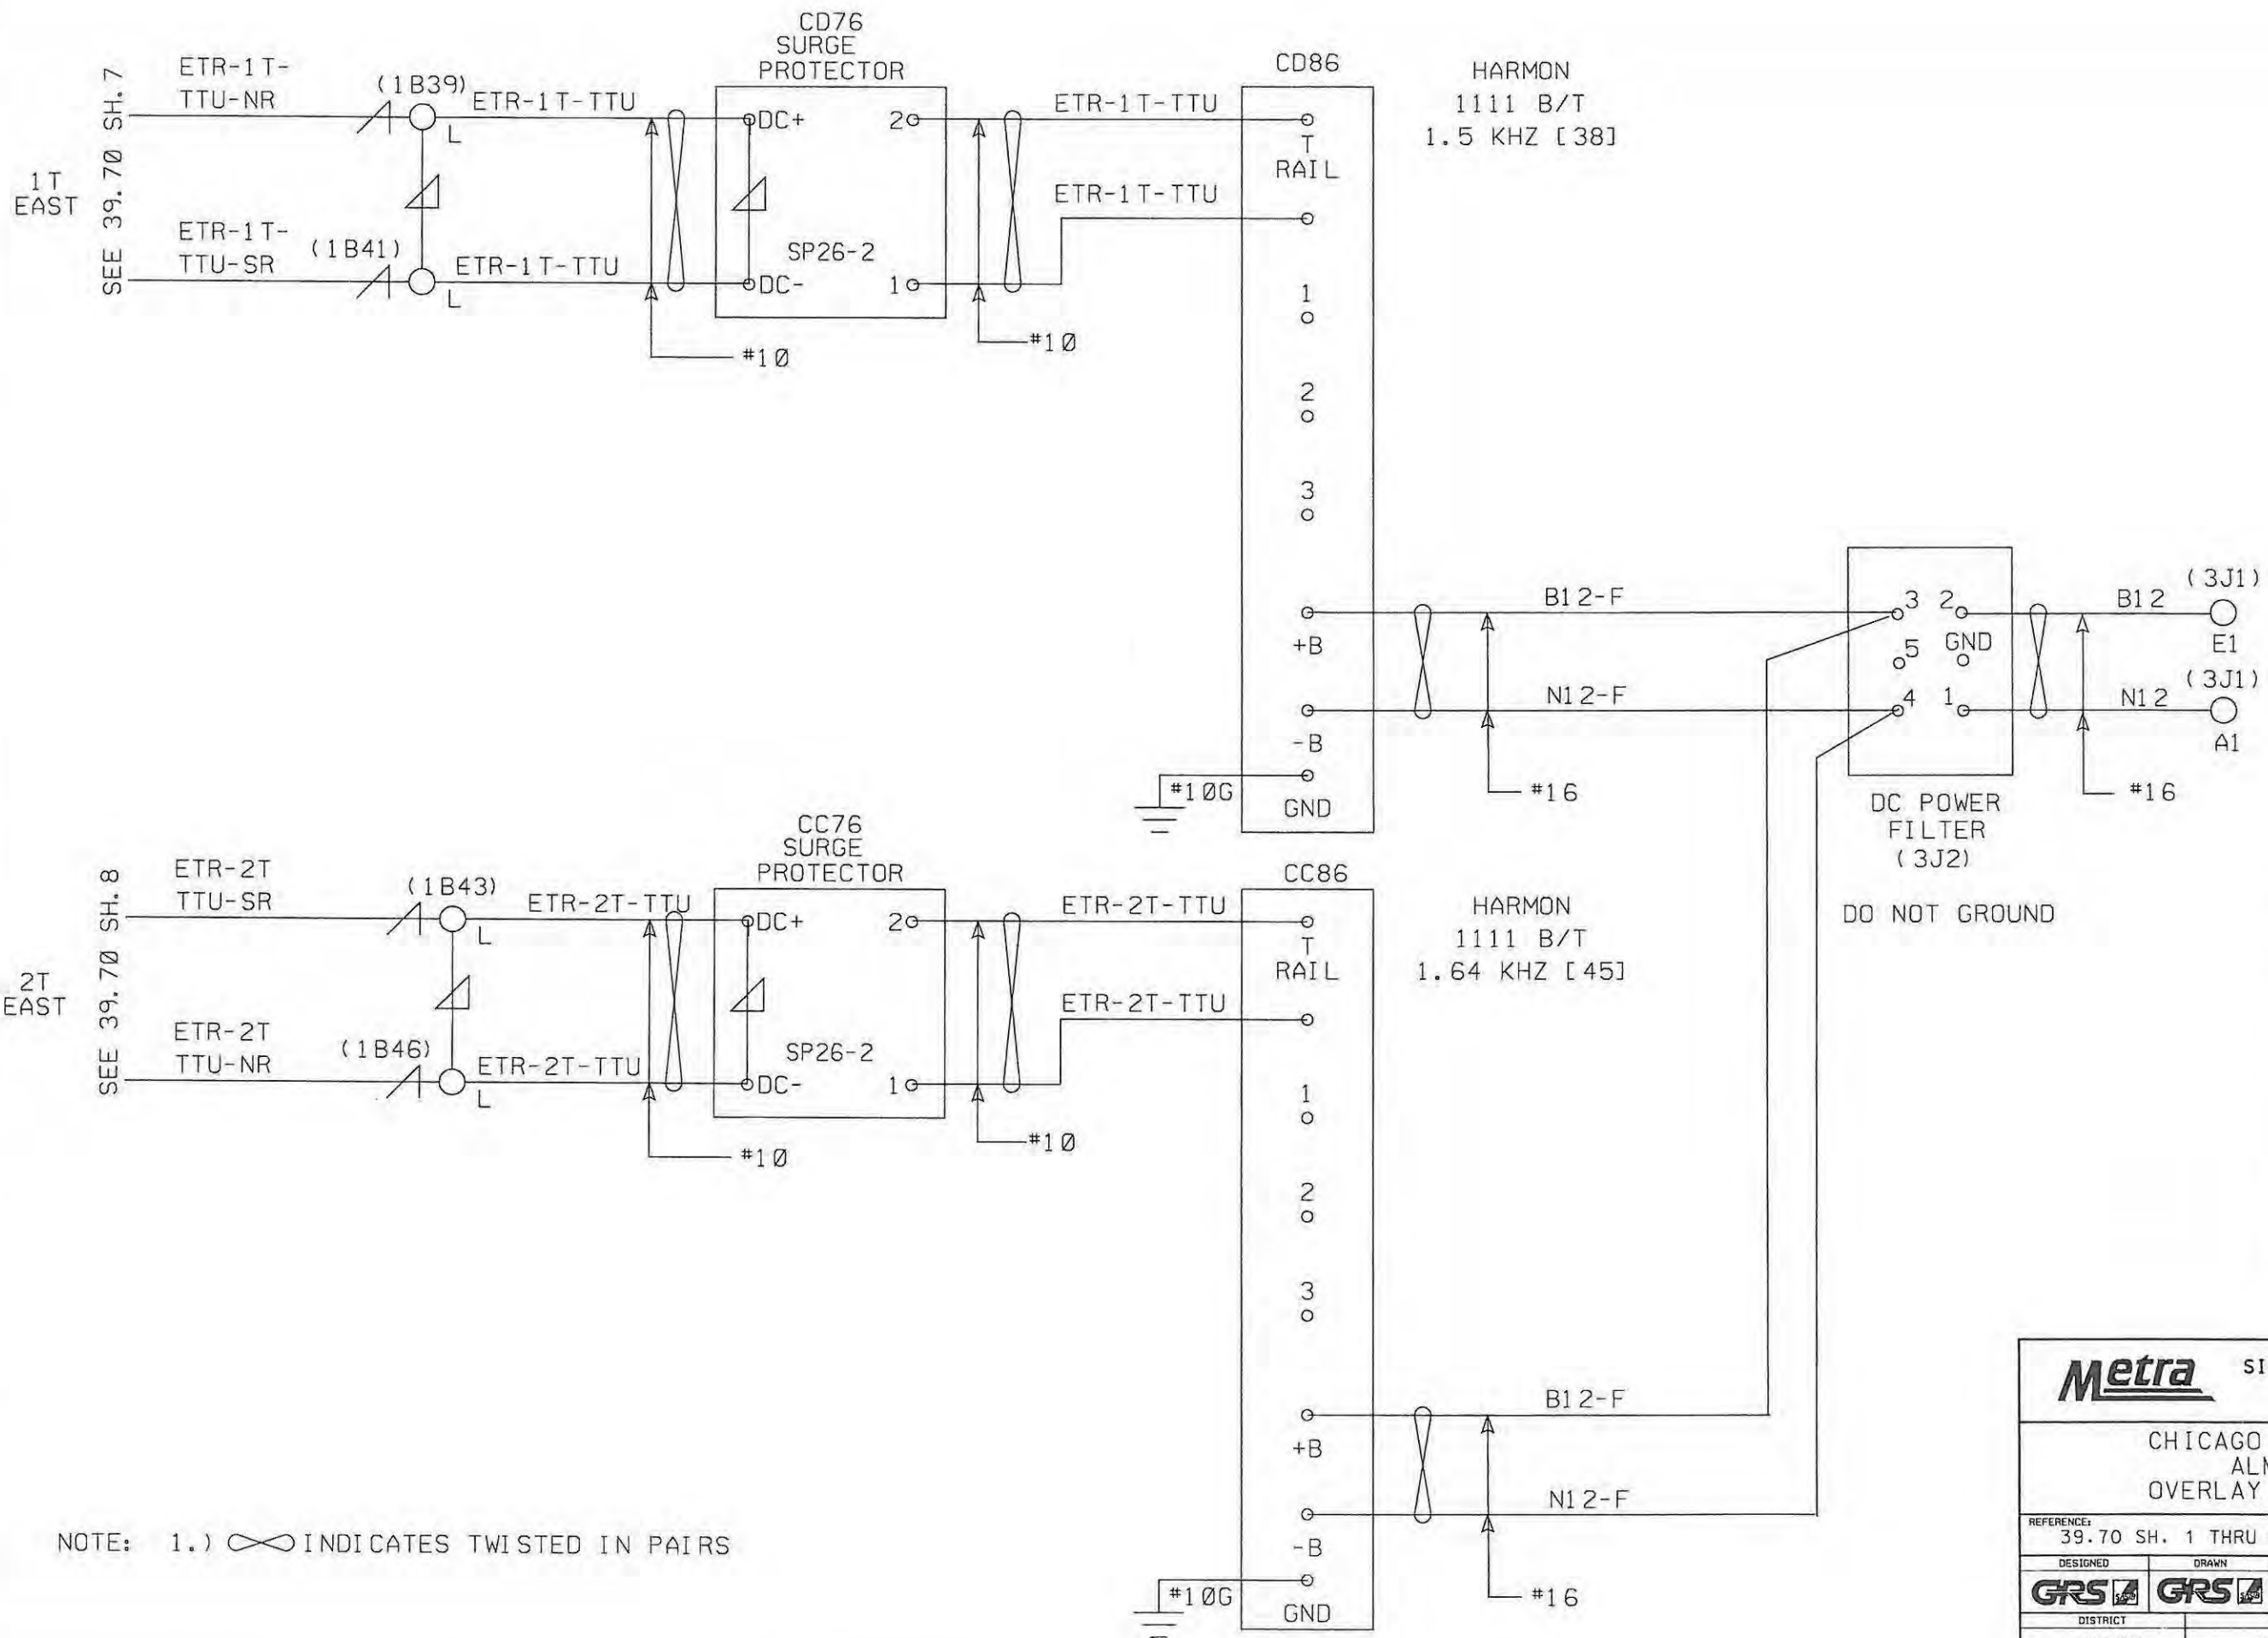 CD76
SURGE
PROTECTOR
ETR-1T-
TTU-NR
(1B39)
L
ETR-1T-TTU
DC+
2
ETR-1T-TTU
CD86
HARMON
1111 B/T
1.5 KHZ [38]
T
RAIL
1T
EAST
SEE 39.70 SH.7
ETR-1T-
TTU-SR
(1B41)
L
ETR-1T-TTU
SP26-2
DC-
1
ETR-1T-TTU
#10
#10
1
2
3
+B
-B
GND
#10G
B12-F
N12-F
#16
3
2
5
GND
4
1
B12
(3J1)
E1
N12
(3J1)
A1
#16
DC POWER
FILTER
(3J2)
DO NOT GROUND
CC76
SURGE
PROTECTOR
ETR-2T
TTU-SR
(1B43)
L
ETR-2T-TTU
DC+
2
ETR-2T-TTU
CC86
HARMON
1111 B/T
1.64 KHZ [45]
T
RAIL
2T
EAST
SEE 39.70 SH.8
ETR-2T
TTU-NR
(1B46)
L
ETR-2T-TTU
SP26-2
DC-
1
ETR-2T-TTU
#10
#10
1
2
3
+B
-B
GND
#10G
B12-F
N12-F
#16
NOTE: 1.) INDICATES TWISTED IN PAIRS
Metra
SI
CHICAGO
OVERLAY
REFERENCE:
39.70 SH. 1 THRU
DESIGNED
DRAWN
GRS
GRS
DISTRICT